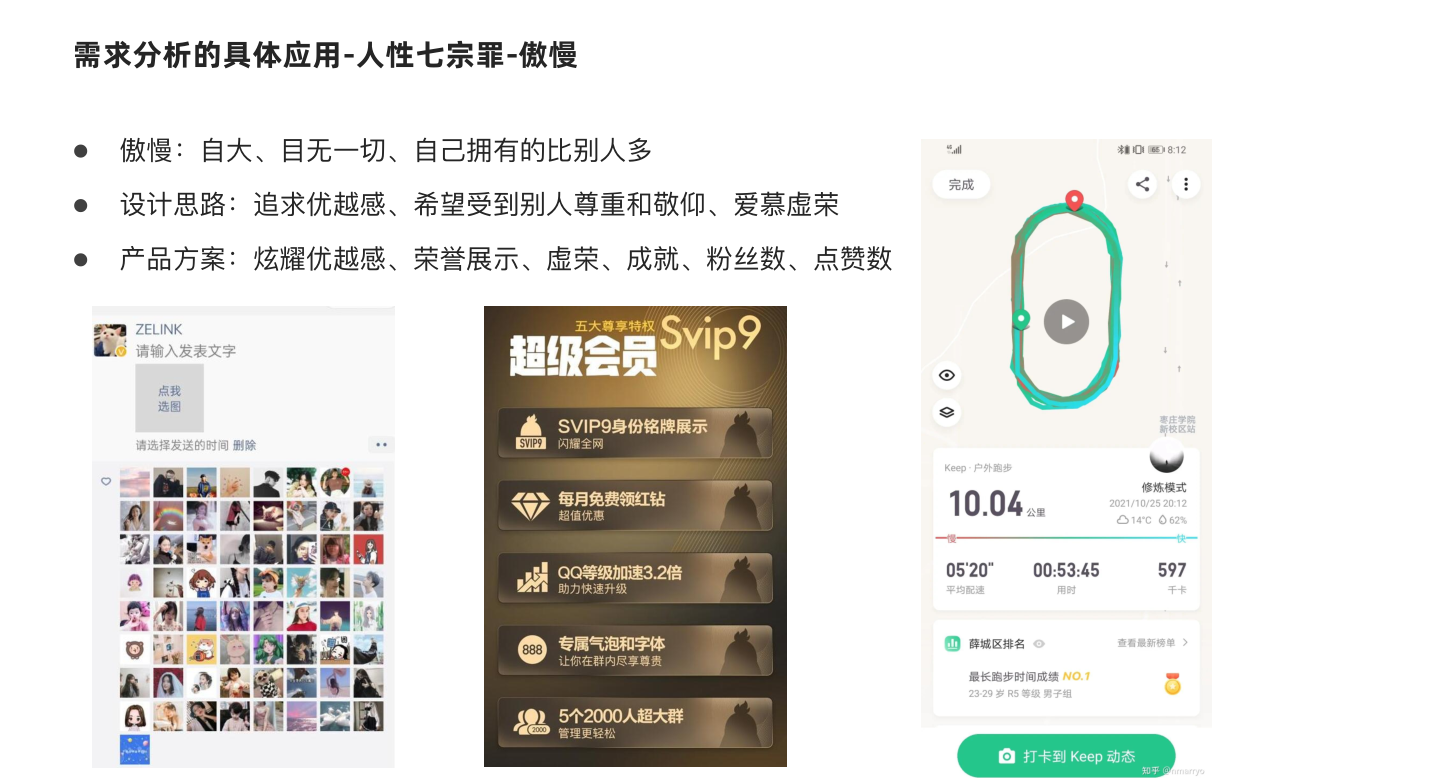 需求分析的具体应用-人性七宗罪-傲慢
● 傲慢：自大、目无一切、自己拥有的比别人多
● 设计思路：追求优越感、希望受到别人尊重和敬仰、爱慕虚荣
● 产品方案：炫耀优越感、荣誉展示、虚荣、成就、粉丝数、点赞数
ZELINK
请输入发表文字
点我
选图
请选择发送的时间 删除
五大尊享特权
超级会员 Svip9
SVIP9
SVIP9身份铭牌展示
闪耀全网
每月免费领红钻
超值优惠
QQ等级加速3.2倍
助力快速升级
888
专属气泡和字体
让你在群内尽享尊贵
2000
5个2000人超大群
管理更轻松
8:12
完成
枣庄学院
新校区站
Keep · 户外跑步
修炼模式
10.04 公里
2021/10/25 20:12
14°C 62%
慢 快
05'20" 00:53:45 597
平均配速 用时 千卡
薛城区排名 查看最新榜单
最长跑步时间成绩 NO.1
23-29 岁 R5 等级 男子组
打卡到 Keep 动态